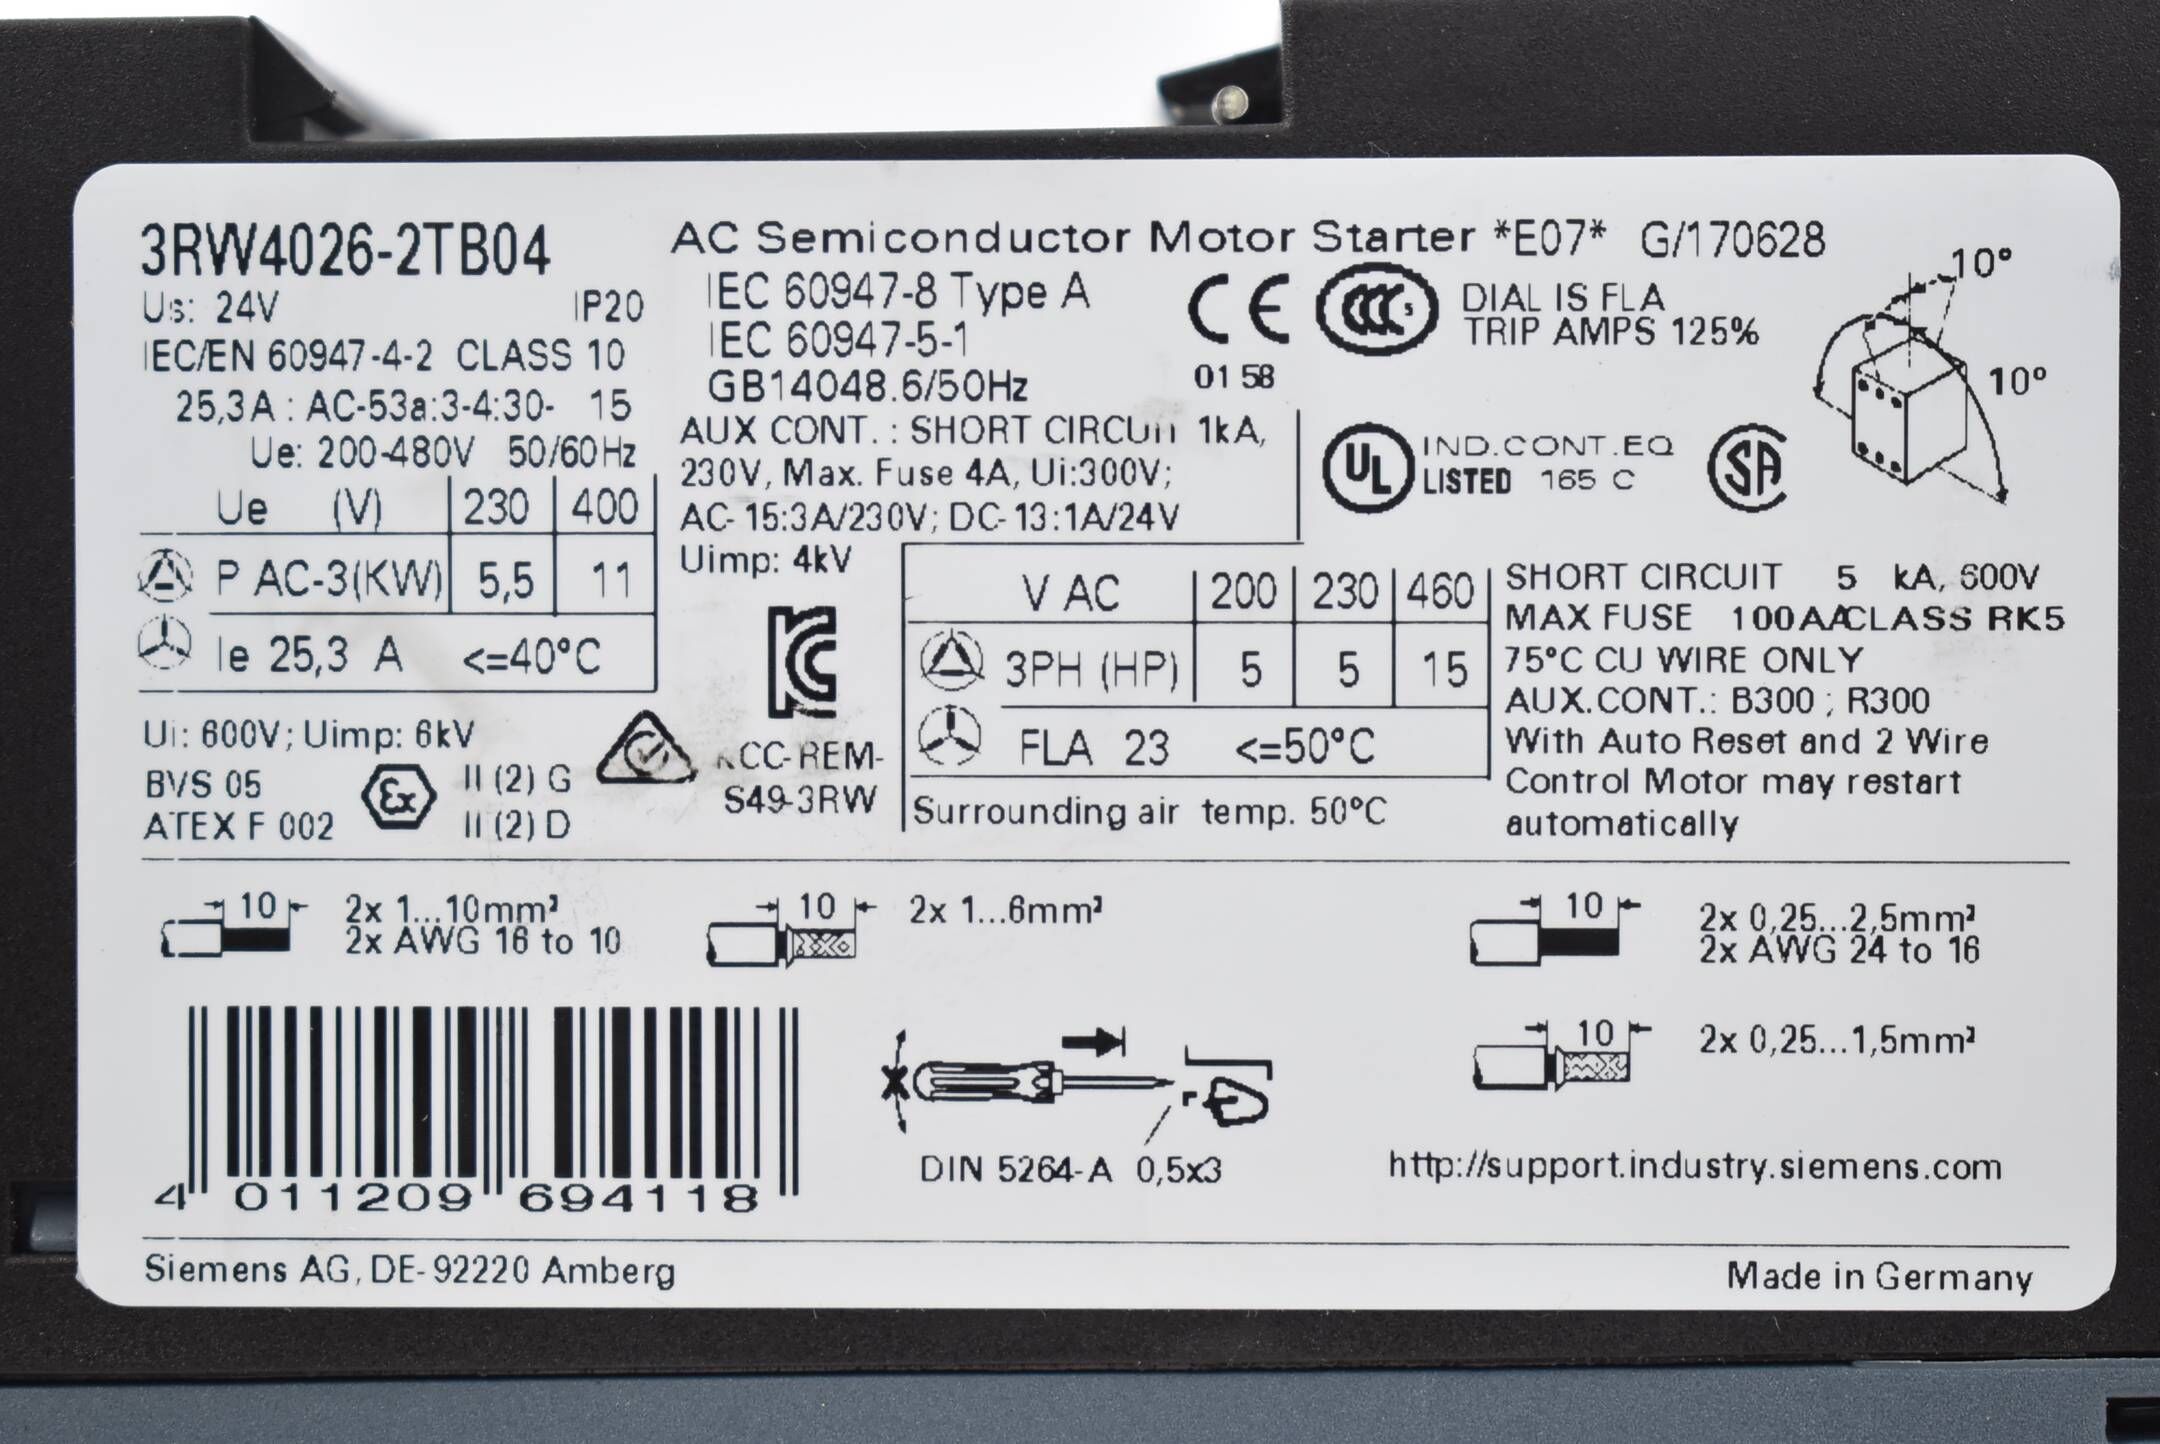 3RW4026-2TB04
Us: 24V IP20
IEC/EN 60947-4-2 CLASS 10
25,3A : AC-53a:3-4:30- 15
Ue: 200-480V 50/60Hz
Ue (V) 230 400
P AC-3(KW) 5,5 11
Ie 25,3 A <=40°C
Ui: 600V; Uimp: 6kV
BVS 05
ATEX F 002
Ex
II (2) G
II (2) D
AC Semiconductor Motor Starter *E07* G/170628
IEC 60947-8 Type A
IEC 60947-5-1
GB14048.6/50Hz
CE
0158
CCC S
DIAL IS FLA
TRIP AMPS 125%
10°
10°
AUX CONT. : SHORT CIRCUIT 1kA,
230V, Max. Fuse 4A, Ui:300V;
AC-15:3A/230V; DC-13:1A/24V
Uimp: 4kV
UL
IND.CONT.EQ
LISTED 165 C
SA
KC
KCC-REM-
S49-3RW
V AC 200 230 460
3PH (HP) 5 5 15
FLA 23 <=50°C
Surrounding air temp. 50°C
SHORT CIRCUIT 5 kA, 600V
MAX FUSE 100AACLASS RK5
75°C CU WIRE ONLY
AUX.CONT.: B300 ; R300
With Auto Reset and 2 Wire
Control Motor may restart
automatically
10 2x 1...10mm²
2x AWG 16 to 10
10 2x 1...6mm²
10 2x 0,25...2,5mm²
2x AWG 24 to 16
10 2x 0,25...1,5mm²
4 011209 694118
DIN 5264-A 0,5x3
http://support.industry.siemens.com
Siemens AG, DE-92220 Amberg
Made in Germany